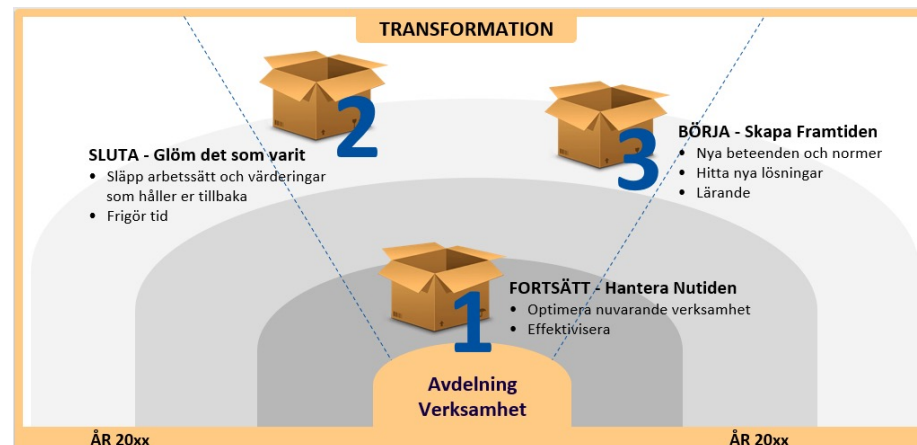 TRANSFORMATION
2
SLUTA - Glöm det som varit
• Släpp arbetssätt och värderingar
som håller er tillbaka
• Frigör tid
3
BÖRJA - Skapa Framtiden
• Nya beteenden och normer
• Hitta nya lösningar
• Lärande
1
FORTSÄTT - Hantera Nutiden
• Optimera nuvarande verksamhet
• Effektivisera
Avdelning
Verksamhet
ÅR 20xx
ÅR 20xx